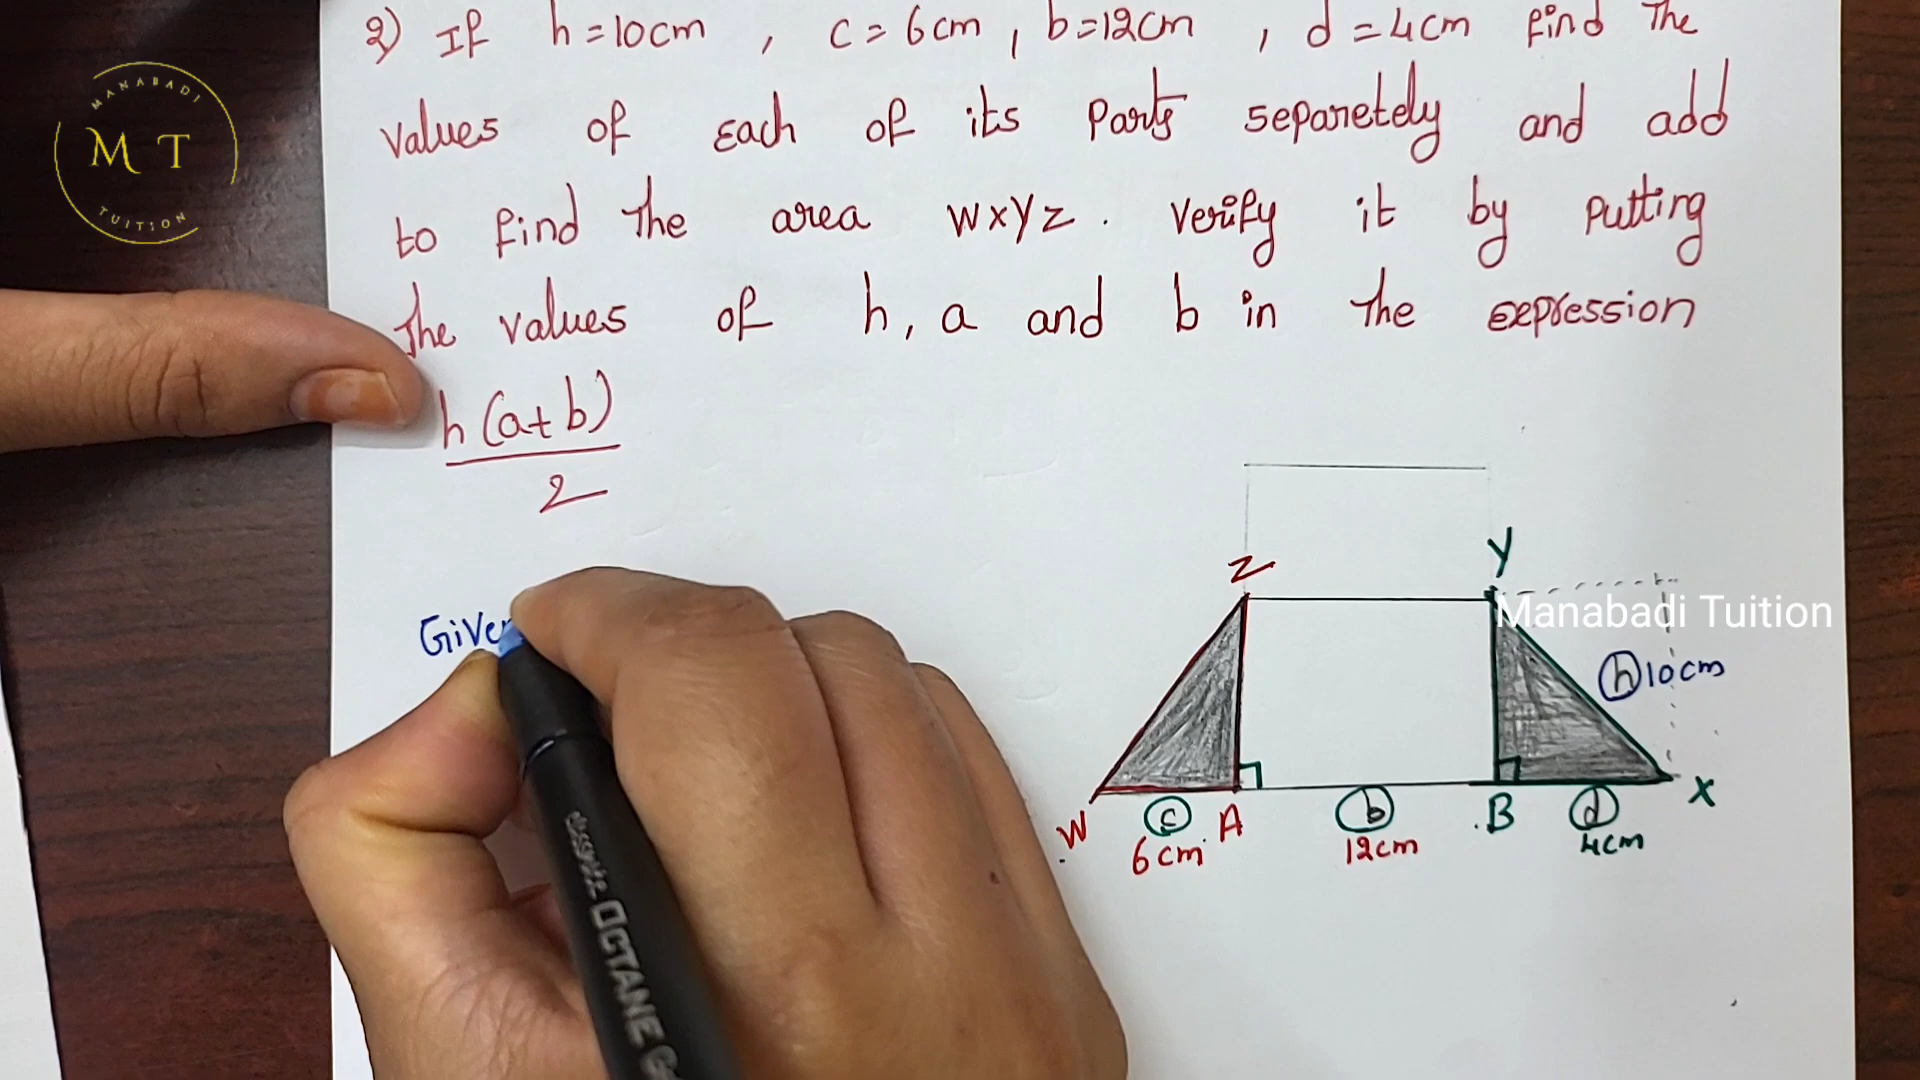 2) If h=10cm , c=6cm , b=12cm , d=4cm find the
values of Each of its Parts separetely and add
to find the area WXYZ. Verify it by putting
the values of h, a and b in the expression
h(a+b)
2
Given
MANABADI
M T
TUITION
Z
Y
Manabadi Tuition
h 10cm
W c A b B d X
6cm 12cm 4cm
OCTANE